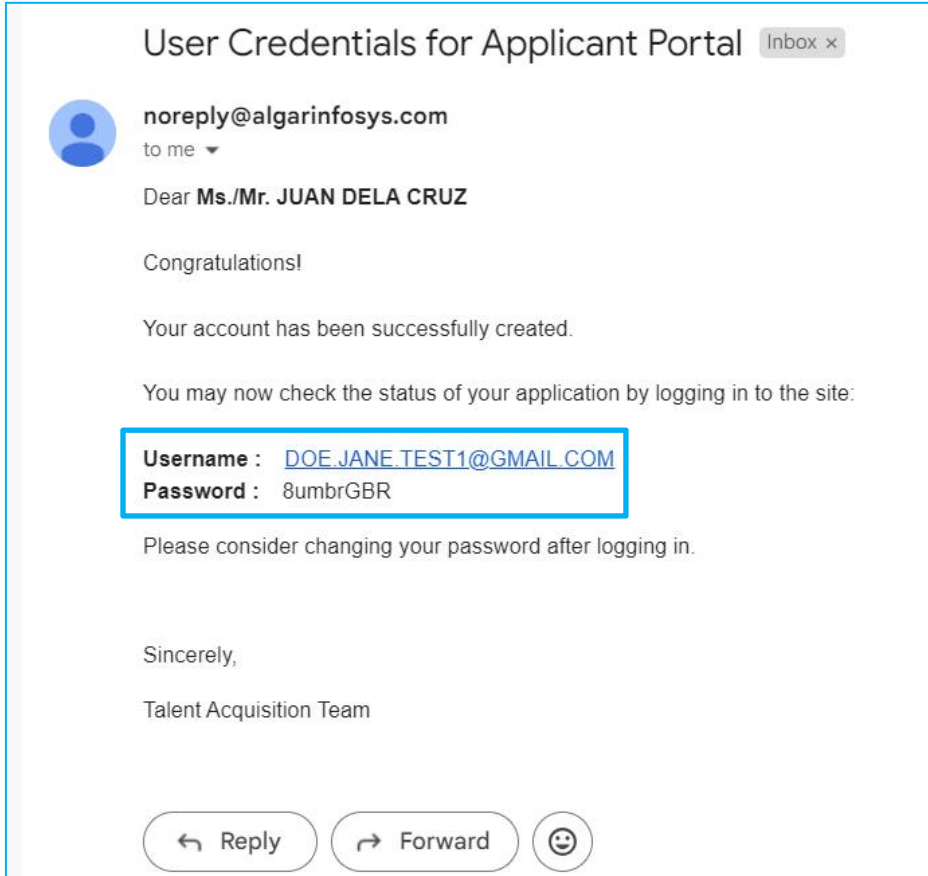 User Credentials for Applicant Portal Inbox ×
noreply@algarinfosys.com
to me
Dear Ms./Mr. JUAN DELA CRUZ
Congratulations!
Your account has been successfully created.
You may now check the status of your application by logging in to the site:
Username : DOE.JANE.TEST1@GMAIL.COM
Password : 8umbrGBR
Please consider changing your password after logging in.
Sincerely,
Talent Acquisition Team
Reply Forward